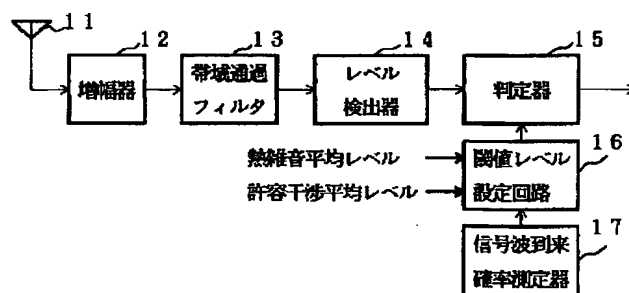 11
12
13
14
15
増幅器
帯域通過
フィルタ
レベル
検出器
判定器
熱雑音平均レベル
許容干渉平均レベル
閾値レベル
設定回路
16
信号波到来
確率測定器
17